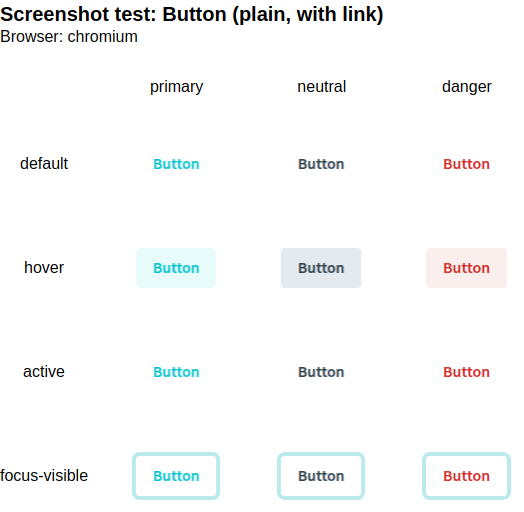 Screenshot test: Button (plain, with link)
Browser: chromium
primary neutral danger
default Button Button Button
hover Button Button Button
active Button Button Button
focus-visible Button Button Button